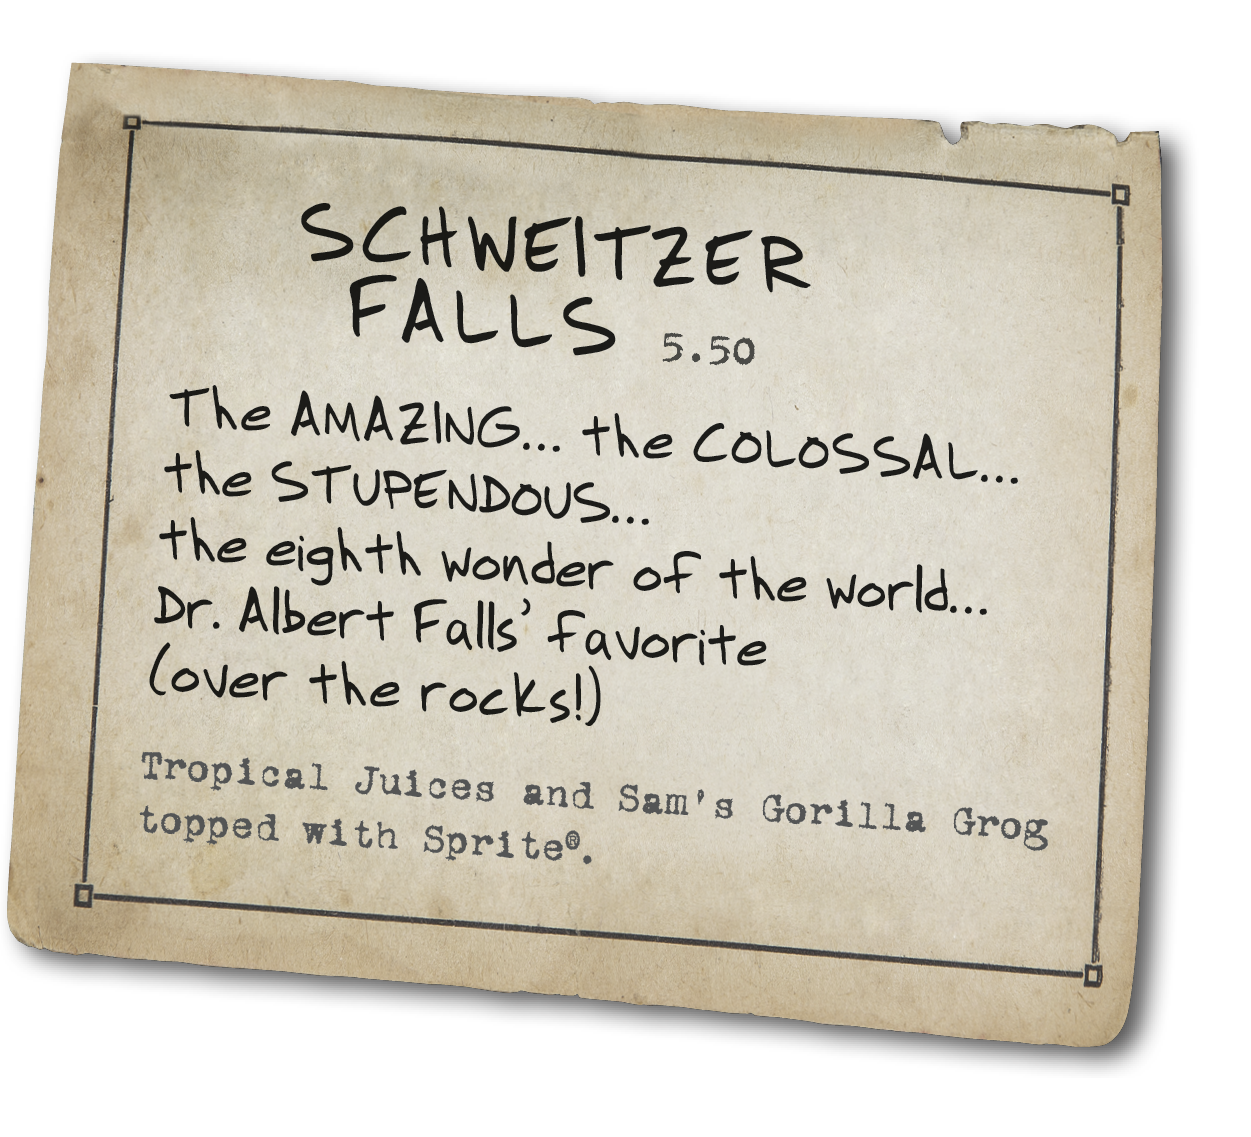 SCHWEITZER
FALLS 5.50
The AMAZING... the COLOSSAL...
the STUPENDOUS...
the eighth wonder of the world...
Dr. Albert Falls' favorite
(over the rocks!)
Tropical Juices and Sam's Gorilla Grog
topped with Sprite®.